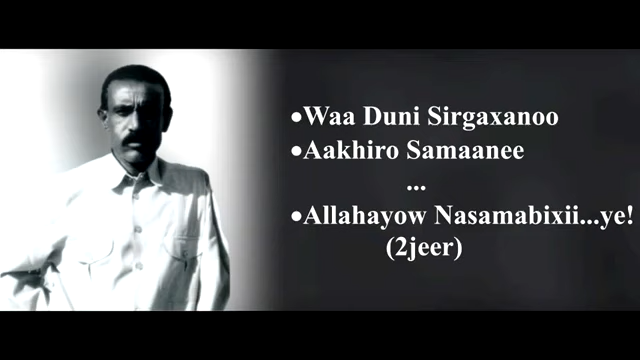 •Waa Duni Sirgaxanoo
•Aakhiro Samaanee
...
•Allahayow Nasamabixii...ye!
(2jeer)